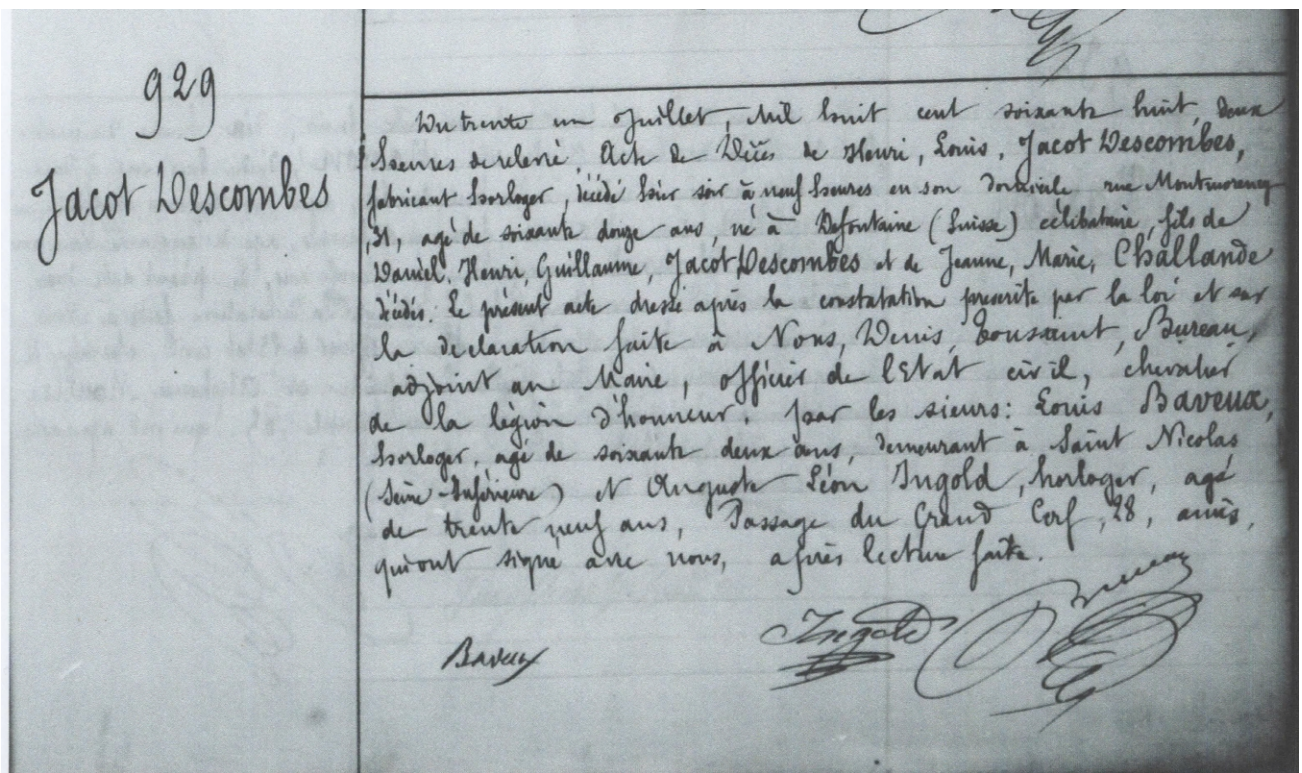 929
Jacot Descombes
Du trente un Juillet, Mil huit cent soixante huit, deux
heures de relevé Acte de Décès de Henri, Louis, Jacot Descombes,
fabricant horloger, décédé hier soir à neuf heures en son domicile rue Montmorency
, 31, agé de soixante douze ans, né à Defontaine (Suisse) célibataire, fils de
Daniel, Henri, Guillaume, Jacot Descombes et de Jeanne, Marie, Challande
décédés. Le présent acte dressé après la constatation prescrite par la loi et sur
la déclaration faite à Nous, Denis, Toussaint, Bureau,
adjoint au Maire, officier de l'Etat civil, chevalier
de la légion d'honneur. par les sieurs: Louis Baveux,
horloger, agé de soixante deux ans, demeurant à Saint Nicolas
(Seine-Inférieure) et Auguste Léon Ingold, horloger, agé
de trente neuf ans, Passage du Grand Cerf, 28, amis,
qui ont signé avec nous, après lecture faite.
Baveux Ingold Bureau